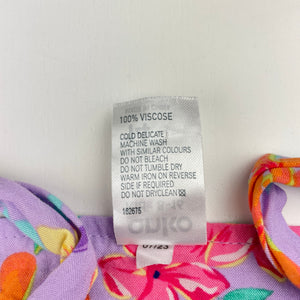 100% VISCOSE
COLD DELICATE
MACHINE WASH
WITH SIMILAR COLOURS
DO NOT BLEACH
DO NOT TUMBLE DRY
WARM IRON ON REVERSE
SIDE IF REQUIRED
DO NOT DRYCLEAN
162675
07/23